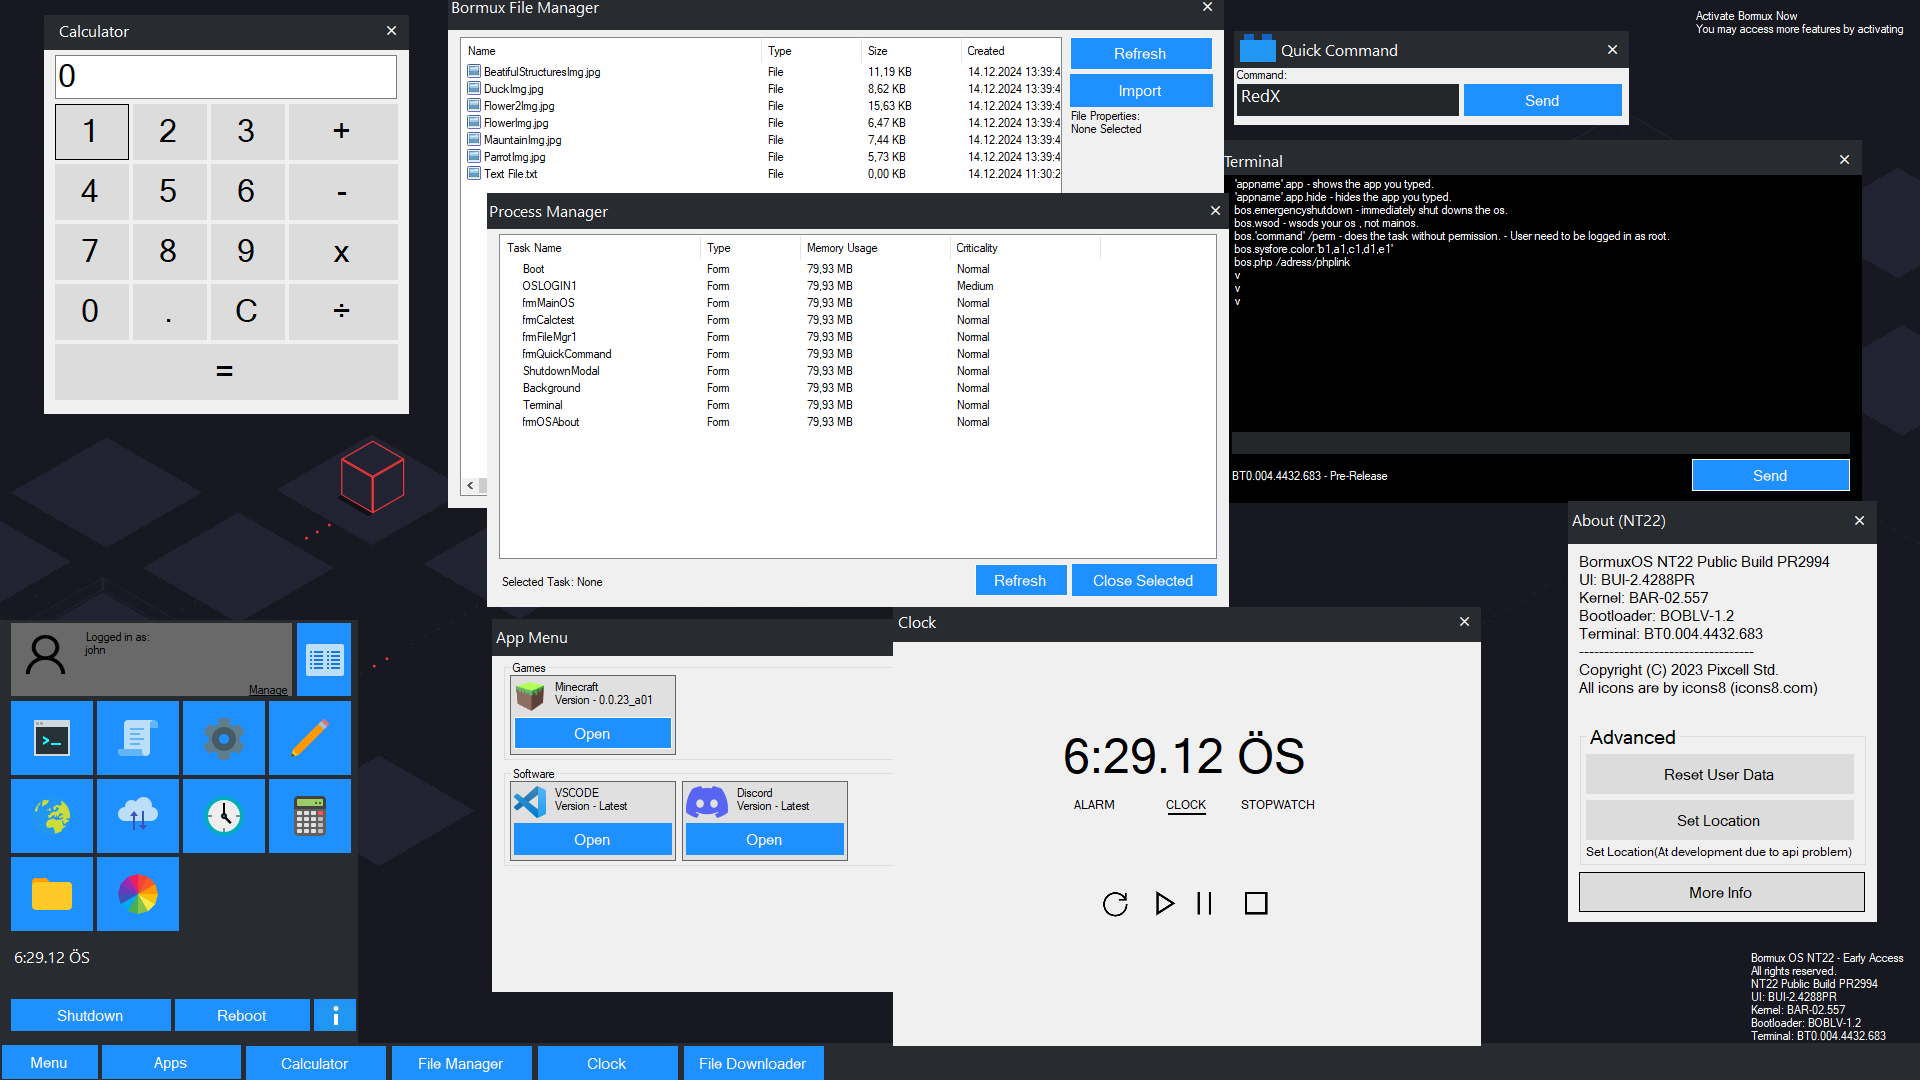 Calculator
0
1 2 3 +
4 5 6 -
7 8 9 x
0 . C ÷
=
Bormux File Manager
Name Type Size Created
BeatifulStructuresImg.jpg File 11,19 KB 14.12.2024 13:39:4
DuckImg.jpg File 8,62 KB 14.12.2024 13:39:4
Flower2Img.jpg File 15,63 KB 14.12.2024 13:39:4
FlowerImg.jpg File 6,47 KB 14.12.2024 13:39:4
MauntainImg.jpg File 7,44 KB 14.12.2024 13:39:4
ParrotImg.jpg File 5,73 KB 14.12.2024 13:39:4
Text File.txt File 0,00 KB 14.12.2024 11:30:2
Refresh
Import
File Properties:
None Selected
Quick Command
Command:
RedX
Send
Activate Bormux Now
You may access more features by activating
Terminal
'appname'.app - shows the app you typed.
'appname'.app.hide - hides the app you typed.
bos.emergencyshutdown - immediately shut downs the os.
bos.wsod - wsods your os , not mainos.
bos.'command' /perm - does the task without permission. - User need to be logged in as root.
bos.sysfore.color.'b1,a1,c1,d1,e1'
bos.php /adress/phplink
v
v
v
BT0.004.4432.683 - Pre-Release
Send
Process Manager
Task Name Type Memory Usage Criticality
Boot Form 79,93 MB Normal
OSLOGIN1 Form 79,93 MB Medium
frmMainOS Form 79,93 MB Normal
frmCalctest Form 79,93 MB Normal
frmFileMgr1 Form 79,93 MB Normal
frmQuickCommand Form 79,93 MB Normal
ShutdownModal Form 79,93 MB Normal
Background Form 79,93 MB Normal
Terminal Form 79,93 MB Normal
frmOSAbout Form 79,93 MB Normal
Selected Task: None
Refresh
Close Selected
About (NT22)
BormuxOS NT22 Public Build PR2994
UI: BUI-2.4288PR
Kernel: BAR-02.557
Bootloader: BOBLV-1.2
Terminal: BT0.004.4432.683
-----------------------------------
Copyright (C) 2023 Pixcell Std.
All icons are by icons8 (icons8.com)
Advanced
Reset User Data
Set Location
Set Location(At development due to api problem)
More Info
Logged in as:
john
Manage
6:29.12 ÖS
Shutdown
Reboot
i
App Menu
Games
Minecraft
Version - 0.0.23_a01
Open
Software
VSCODE
Version - Latest
Open
Discord
Version - Latest
Open
Clock
6:29.12 ÖS
ALARM CLOCK STOPWATCH
Bormux OS NT22 - Early Access
All rights reserved.
NT22 Public Build PR2994
UI: BUI-2.4288PR
Kernel: BAR-02.557
Bootloader: BOBLV-1.2
Terminal: BT0.004.4432.683
Menu Apps Calculator File Manager Clock File Downloader